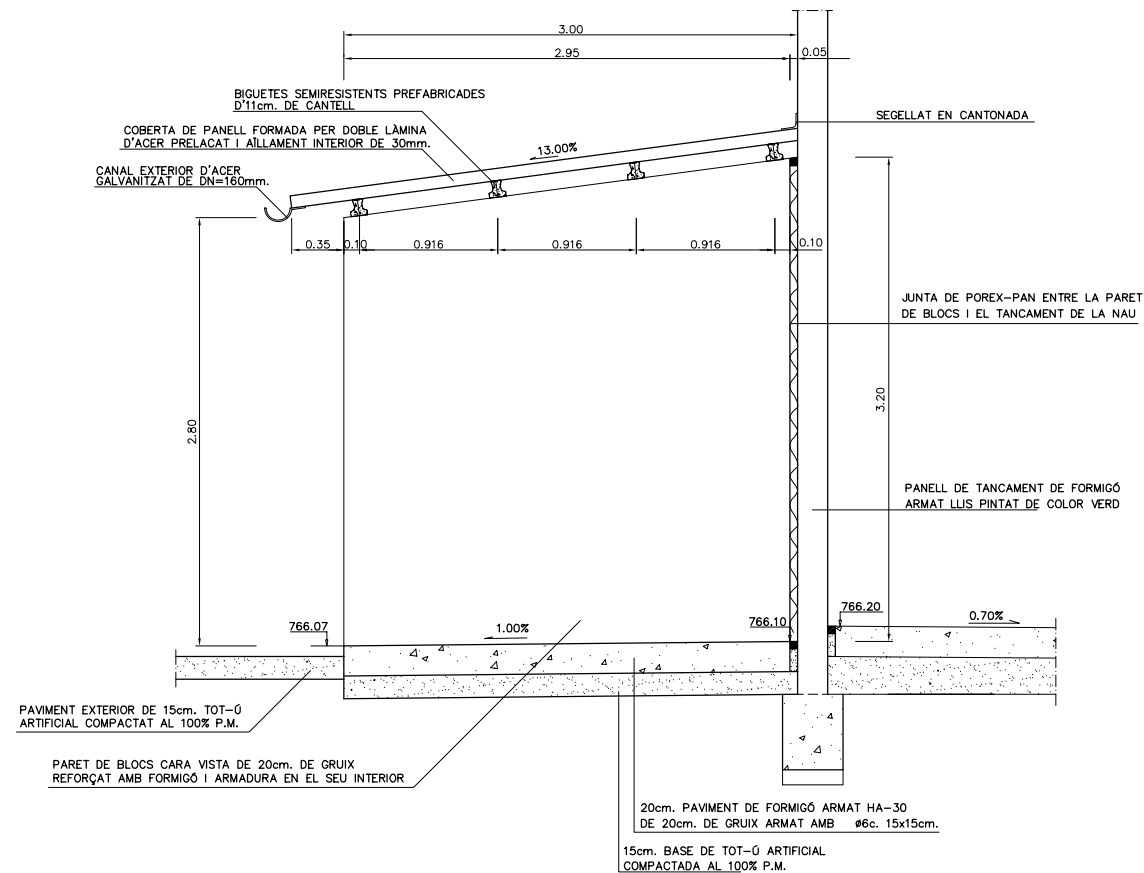 3.00
2.95
0.05
BIGUETES SEMIRESISTENTS PREFABRICADES
D'11cm. DE CANTELL
SEGELLAT EN CANTONADA
COBERTA DE PANELL FORMADA PER DOBLE LÀMINA
D'ACER PRELACAT I AÏLLAMENT INTERIOR DE 30mm.
13.00%
CANAL EXTERIOR D'ACER
GALVANITZAT DE DN=160mm.
0.35
0.10
0.916
0.916
0.916
0.10
JUNTA DE POREX-PAN ENTRE LA PARET
DE BLOCS I EL TANCAMENT DE LA NAU
2.80
3.20
PANELL DE TANCAMENT DE FORMIGÓ
ARMAT LLIS PINTAT DE COLOR VERD
766.07
1.00%
766.10
766.20
0.70%
PAVIMENT EXTERIOR DE 15cm. TOT-Ú
ARTIFICIAL COMPACTAT AL 100% P.M.
PARET DE BLOCS CARA VISTA DE 20cm. DE GRUIX
REFORÇAT AMB FORMIGÓ I ARMADURA EN EL SEU INTERIOR
20cm. PAVIMENT DE FORMIGÓ ARMAT HA-30
DE 20cm. DE GRUIX ARMAT AMB ø6c. 15x15cm.
15cm. BASE DE TOT-Ú ARTIFICIAL
COMPACTADA AL 100% P.M.